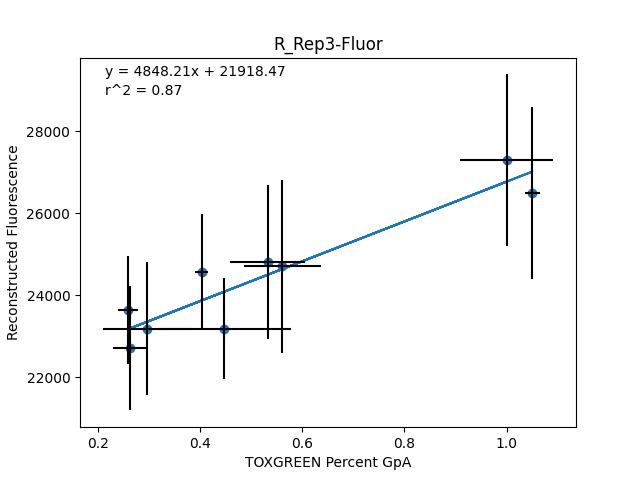 R_Rep3-Fluor
y = 4848.21x + 21918.47
r^2 = 0.87
28000
26000
24000
22000
Reconstructed Fluorescence
0.2 0.4 0.6 0.8 1.0
TOXGREEN Percent GpA